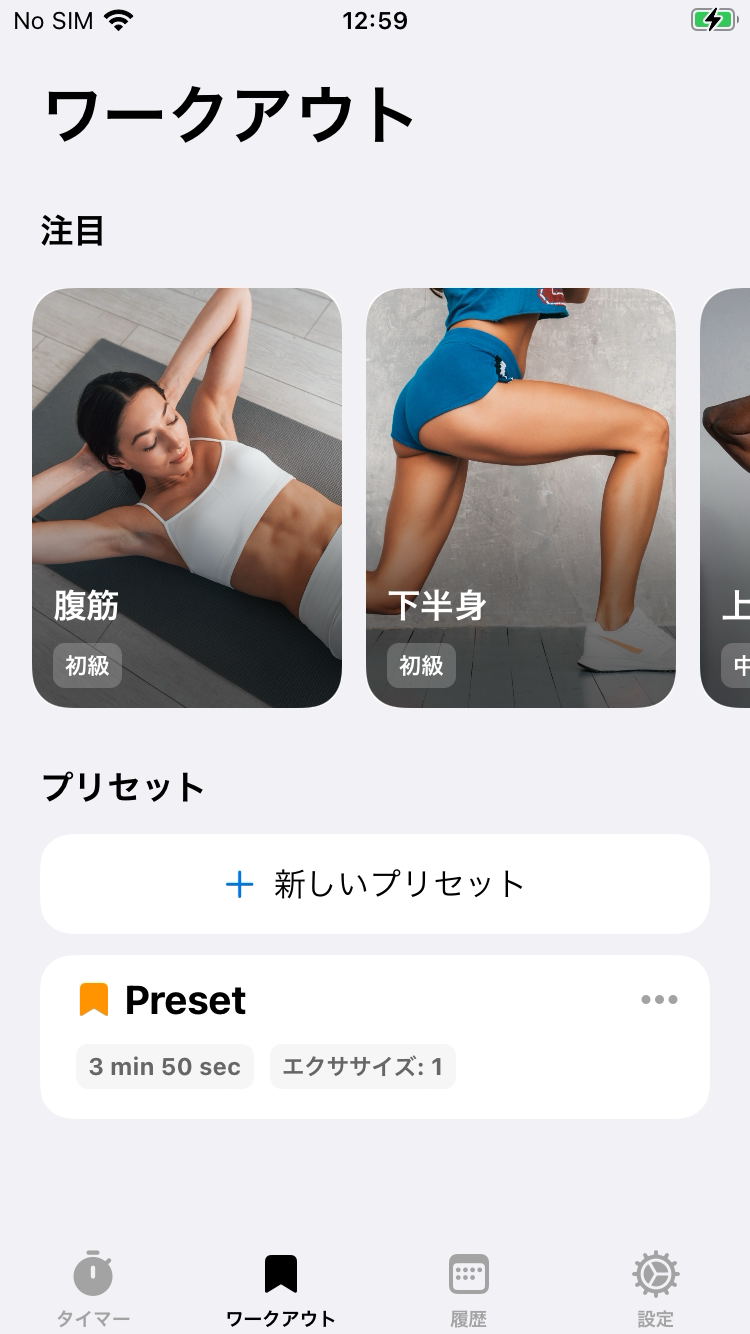 No SIM 12:59
ワークアウト
注目
腹筋
初級
下半身
初級
上
中
プリセット
新しいプリセット
Preset
3 min 50 sec エクササイズ: 1
タイマー ワークアウト 履歴 設定